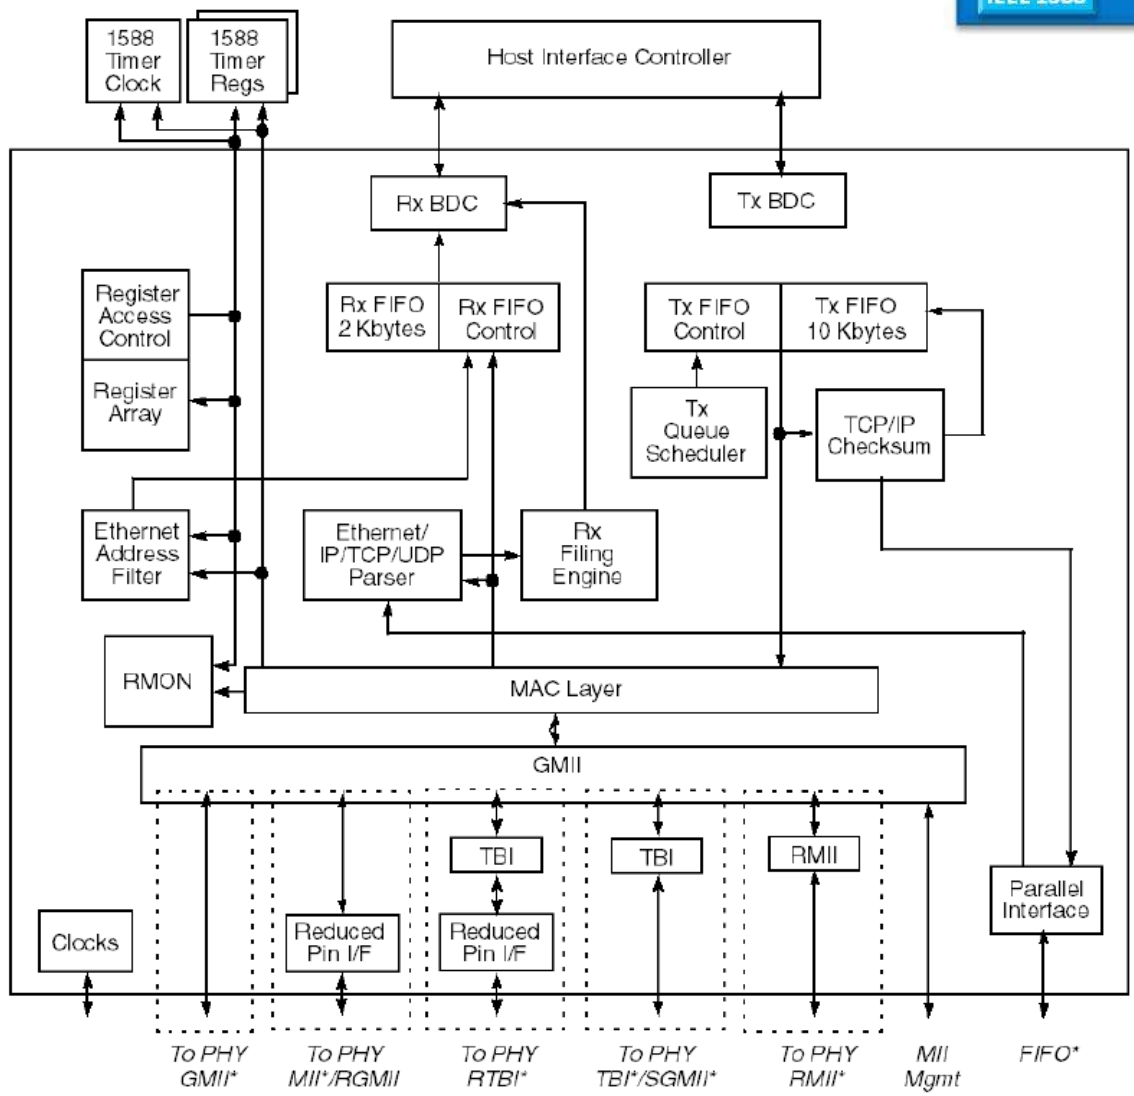 IEEE 1588
1588
Timer
Clock
1588
Timer
Regs
Host Interface Controller
Rx BDC
Tx BDC
Register
Access
Control
Register
Array
Rx FIFO
2 Kbytes
Rx FIFO
Control
Tx FIFO
Control
Tx FIFO
10 Kbytes
Tx
Queue
Scheduler
TCP/IP
Checksum
Ethernet
Address
Filter
Ethernet/
IP/TCP/UDP
Parser
Rx
Filing
Engine
RMON
MAC Layer
GMII
TBI
TBI
RMII
Parallel
Interface
Clocks
Reduced
Pin I/F
Reduced
Pin I/F
To PHY
GMII*
To PHY
MII*/RGMII
To PHY
RTBI*
To PHY
TBI*/SGMII*
To PHY
RMII*
MII
Mgmt
FIFO*